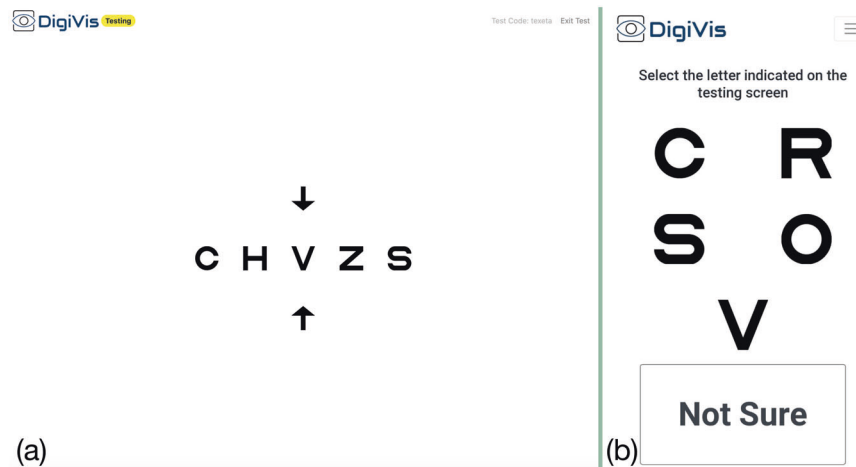 DigiVis Testing
Test Code: texeta Exit Test
C H V Z S
(a)
DigiVis
Select the letter indicated on the
testing screen
C R
S O
V
Not Sure
(b)